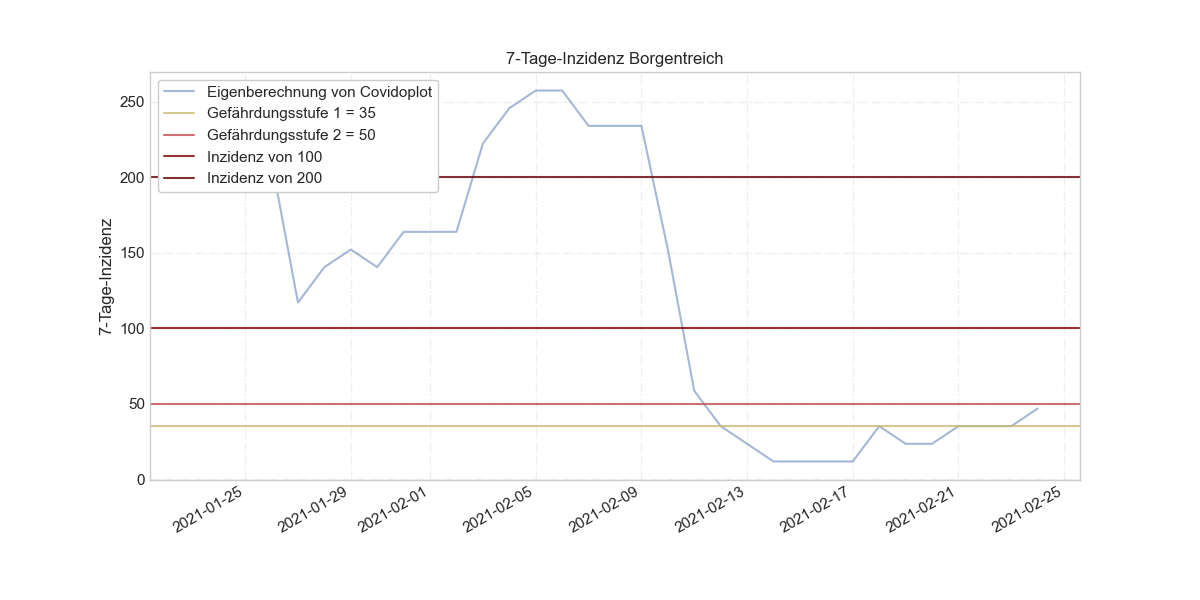 7-Tage-Inzidenz Borgentreich
Eigenberechnung von Covidoplot
Gefährdungsstufe 1 = 35
Gefährdungsstufe 2 = 50
Inzidenz von 100
Inzidenz von 200
7-Tage-Inzidenz
250
200
150
100
50
0
2021-01-25
2021-01-29
2021-02-01
2021-02-05
2021-02-09
2021-02-13
2021-02-17
2021-02-21
2021-02-25